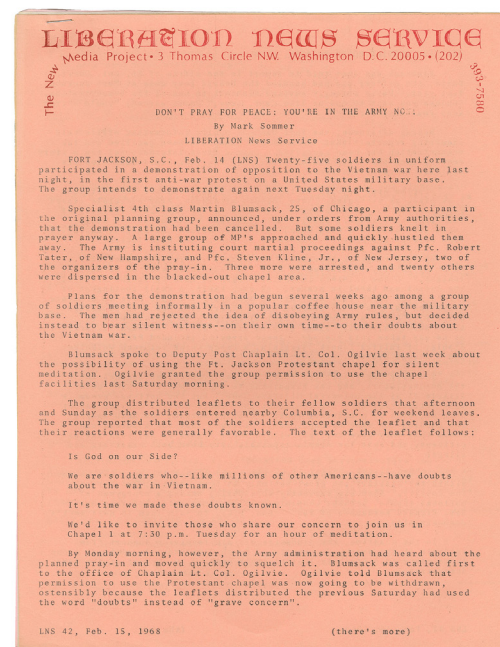 LIBERATION NEWS SERVICE
The New Media Project • 3 Thomas Circle N.W. Washington D.C. 20005 • (202) 393-7580
DON'T PRAY FOR PEACE: YOU'RE IN THE ARMY
By Mark Sommer
LIBERATION News Service
FORT JACKSON, S.C., Feb. 14 (LNS) Twenty-five soldiers in uniform
participated in a demonstration of opposition to the Vietnam war here last
night, in the first anti-war protest on a United States military base.
The group intends to demonstrate again next Tuesday night.
Specialist 4th class Martin Blumsack, 25, of Chicago, a participant in
the original planning group, announced, under orders from Army authorities,
that the demonstration had been cancelled. But some soldiers knelt in
prayer anyway. A large group of MP's approached and quickly hustled them
away. The Army is instituting court martial proceedings against Pfc. Robert
Tater, of New Hampshire, and Pfc. Steven Kline, Jr., of New Jersey, two of
the organizers of the pray-in. Three more were arrested, and twenty others
were dispersed in the blacked-out chapel area.
Plans for the demonstration had begun several weeks ago among a group
of soldiers meeting informally in a popular coffee house near the military
base. The men had rejected the idea of disobeying Army rules, but decided
instead to bear silent witness--on their own time--to their doubts about
the Vietnam war.
Blumsack spoke to Deputy Post Chaplain Lt. Col. Ogilvie last week about
the possibility of using the Ft. Jackson Protestant chapel for silent
meditation. Ogilvie granted the group permission to use the chapel
facilities last Saturday morning.
The group distributed leaflets to their fellow soldiers that afternoon
and Sunday as the soldiers entered nearby Columbia, S.C. for weekend leaves.
The group reported that most of the soldiers accepted the leaflet and that
their reactions were generally favorable. The text of the leaflet follows:
Is God on our Side?
We are soldiers who--like millions of other Americans--have doubts
about the war in Vietnam.
It's time we made these doubts known.
We'd like to invite those who share our concern to join us in
Chapel 1 at 7:30 p.m. Tuesday for an hour of meditation.
By Monday morning, however, the Army administration had heard about the
planned pray-in and moved quickly to squelch it. Blumsack was called first
to the office of Chaplain Lt. Col. Ogilvie. Ogilvie told Blumsack that
permission to use the Protestant chapel was now going to be withdrawn,
ostensibly because the leaflets distributed the previous Saturday had used
the word "doubts" instead of "grave concern".
LNS 42, Feb. 15, 1968 (there's more)